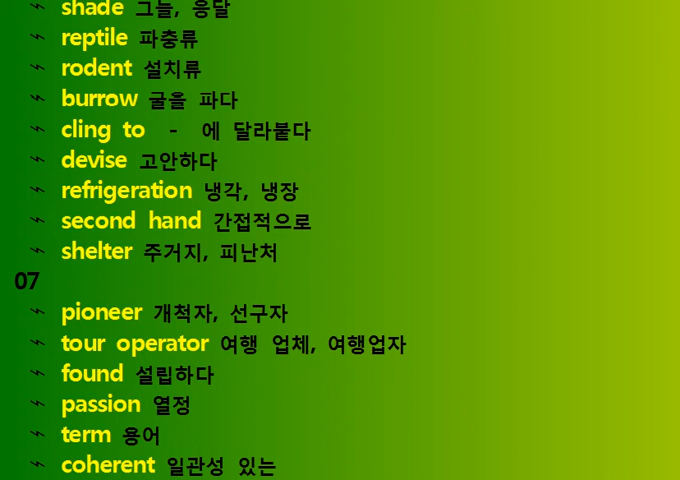 shade 그늘, 응달
reptile 파충류
rodent 설치류
burrow 굴을 파다
cling to - 에 달라붙다
devise 고안하다
refrigeration 냉각, 냉장
second hand 간접적으로
shelter 주거지, 피난처
07
pioneer 개척자, 선구자
tour operator 여행 업체, 여행업자
found 설립하다
passion 열정
term 용어
coherent 일관성 있는